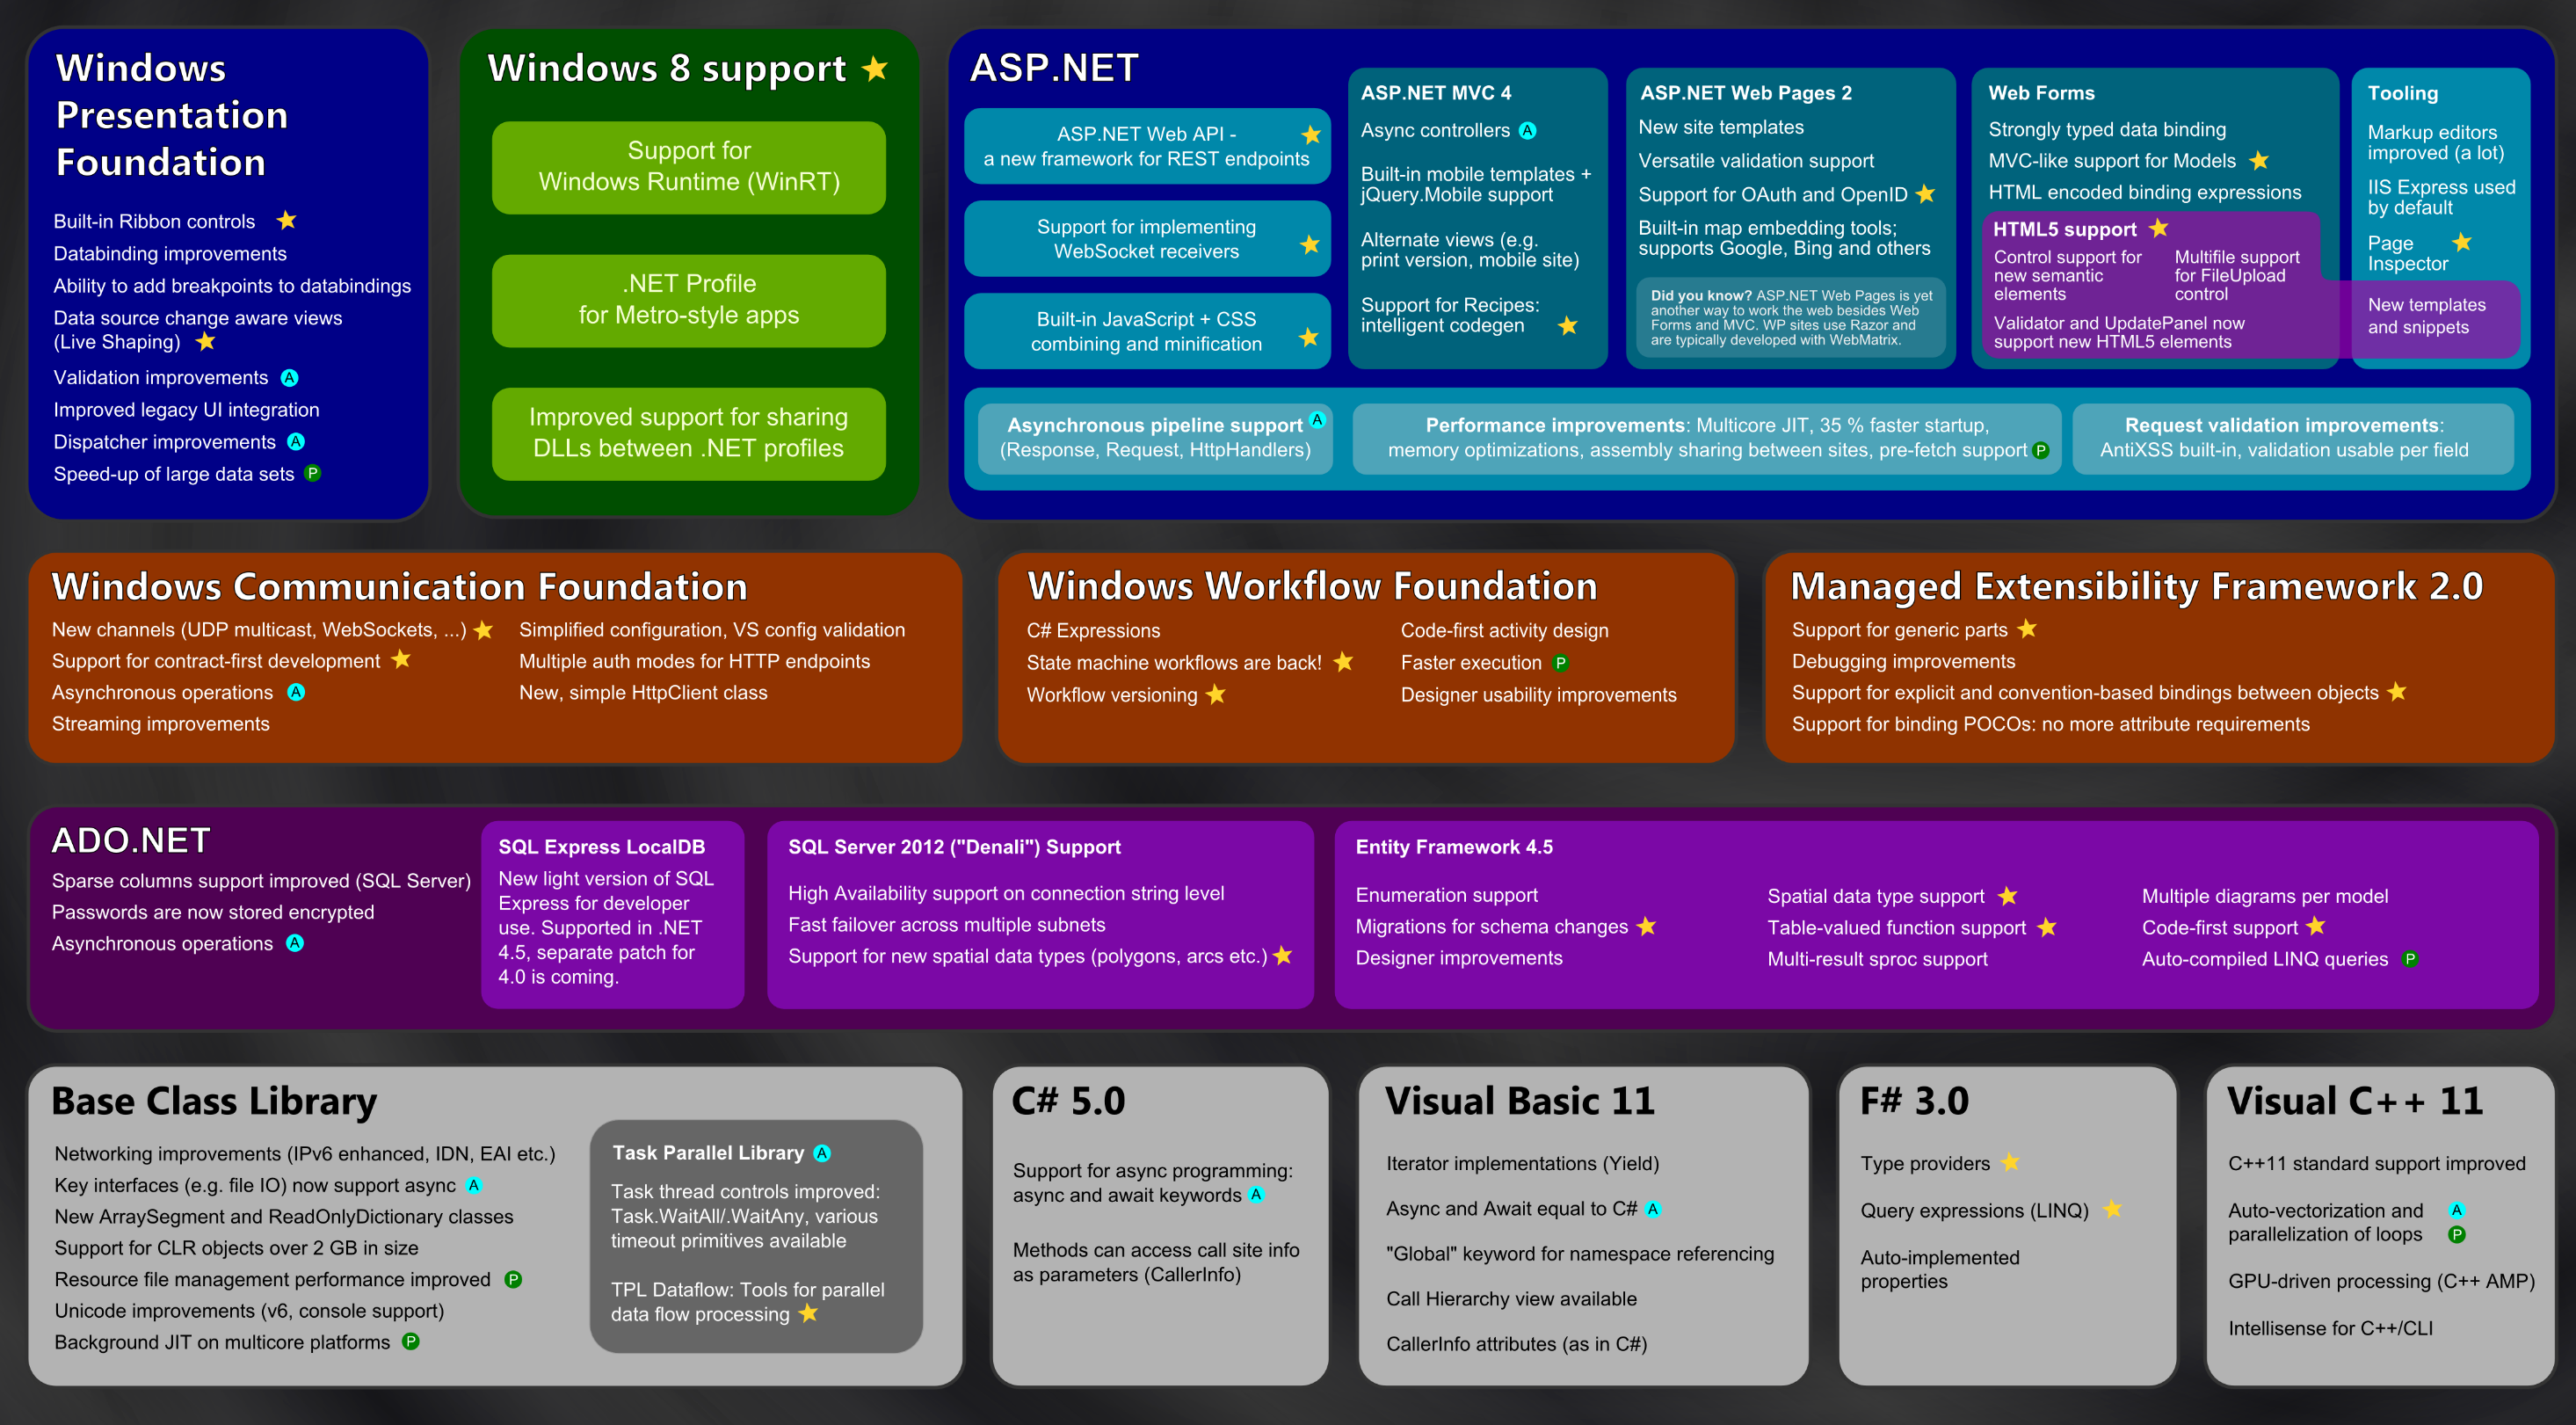 Windows
Presentation
Foundation
Built-in Ribbon controls
Databinding improvements
Ability to add breakpoints to databindings
Data source change aware views
(Live Shaping)
Validation improvements A
Improved legacy UI integration
Dispatcher improvements A
Speed-up of large data sets P
Windows 8 support
Support for
Windows Runtime (WinRT)
.NET Profile
for Metro-style apps
Improved support for sharing
DLLs between .NET profiles
ASP.NET
ASP.NET Web API -
a new framework for REST endpoints
Support for implementing
WebSocket receivers
Built-in JavaScript + CSS
combining and minification
ASP.NET MVC 4
Async controllers A
Built-in mobile templates +
jQuery.Mobile support
Alternate views (e.g.
print version, mobile site)
Support for Recipes:
intelligent codegen
ASP.NET Web Pages 2
New site templates
Versatile validation support
Support for OAuth and OpenID
Built-in map embedding tools;
supports Google, Bing and others
Did you know? ASP.NET Web Pages is yet
another way to work the web besides Web
Forms and MVC. WP sites use Razor and
are typically developed with WebMatrix.
Web Forms
Strongly typed data binding
MVC-like support for Models
HTML encoded binding expressions
HTML5 support
Control support for
new semantic
elements
Multifile support
for FileUpload
control
Validator and UpdatePanel now
support new HTML5 elements
Tooling
Markup editors
improved (a lot)
IIS Express used
by default
Page
Inspector
New templates
and snippets
Asynchronous pipeline support A
(Response, Request, HttpHandlers)
Performance improvements: Multicore JIT, 35 % faster startup,
memory optimizations, assembly sharing between sites, pre-fetch support P
Request validation improvements:
AntiXSS built-in, validation usable per field
Windows Communication Foundation
New channels (UDP multicast, WebSockets, ...)
Support for contract-first development
Asynchronous operations A
Streaming improvements
Simplified configuration, VS config validation
Multiple auth modes for HTTP endpoints
New, simple HttpClient class
Windows Workflow Foundation
C# Expressions
State machine workflows are back!
Workflow versioning
Code-first activity design
Faster execution P
Designer usability improvements
Managed Extensibility Framework 2.0
Support for generic parts
Debugging improvements
Support for explicit and convention-based bindings between objects
Support for binding POCOs: no more attribute requirements
ADO.NET
Sparse columns support improved (SQL Server)
Passwords are now stored encrypted
Asynchronous operations A
SQL Express LocalDB
New light version of SQL
Express for developer
use. Supported in .NET
4.5, separate patch for
4.0 is coming.
SQL Server 2012 ("Denali") Support
High Availability support on connection string level
Fast failover across multiple subnets
Support for new spatial data types (polygons, arcs etc.)
Entity Framework 4.5
Enumeration support
Migrations for schema changes
Designer improvements
Spatial data type support
Table-valued function support
Multi-result sproc support
Multiple diagrams per model
Code-first support
Auto-compiled LINQ queries P
Base Class Library
Networking improvements (IPv6 enhanced, IDN, EAI etc.)
Key interfaces (e.g. file IO) now support async A
New ArraySegment and ReadOnlyDictionary classes
Support for CLR objects over 2 GB in size
Resource file management performance improved P
Unicode improvements (v6, console support)
Background JIT on multicore platforms P
Task Parallel Library A
Task thread controls improved:
Task.WaitAll/.WaitAny, various
timeout primitives available
TPL Dataflow: Tools for parallel
data flow processing
C# 5.0
Support for async programming:
async and await keywords A
Methods can access call site info
as parameters (CallerInfo)
Visual Basic 11
Iterator implementations (Yield)
Async and Await equal to C# A
"Global" keyword for namespace referencing
Call Hierarchy view available
CallerInfo attributes (as in C#)
F# 3.0
Type providers
Query expressions (LINQ)
Auto-implemented
properties
Visual C++ 11
C++11 standard support improved
Auto-vectorization and A
parallelization of loops P
GPU-driven processing (C++ AMP)
Intellisense for C++/CLI